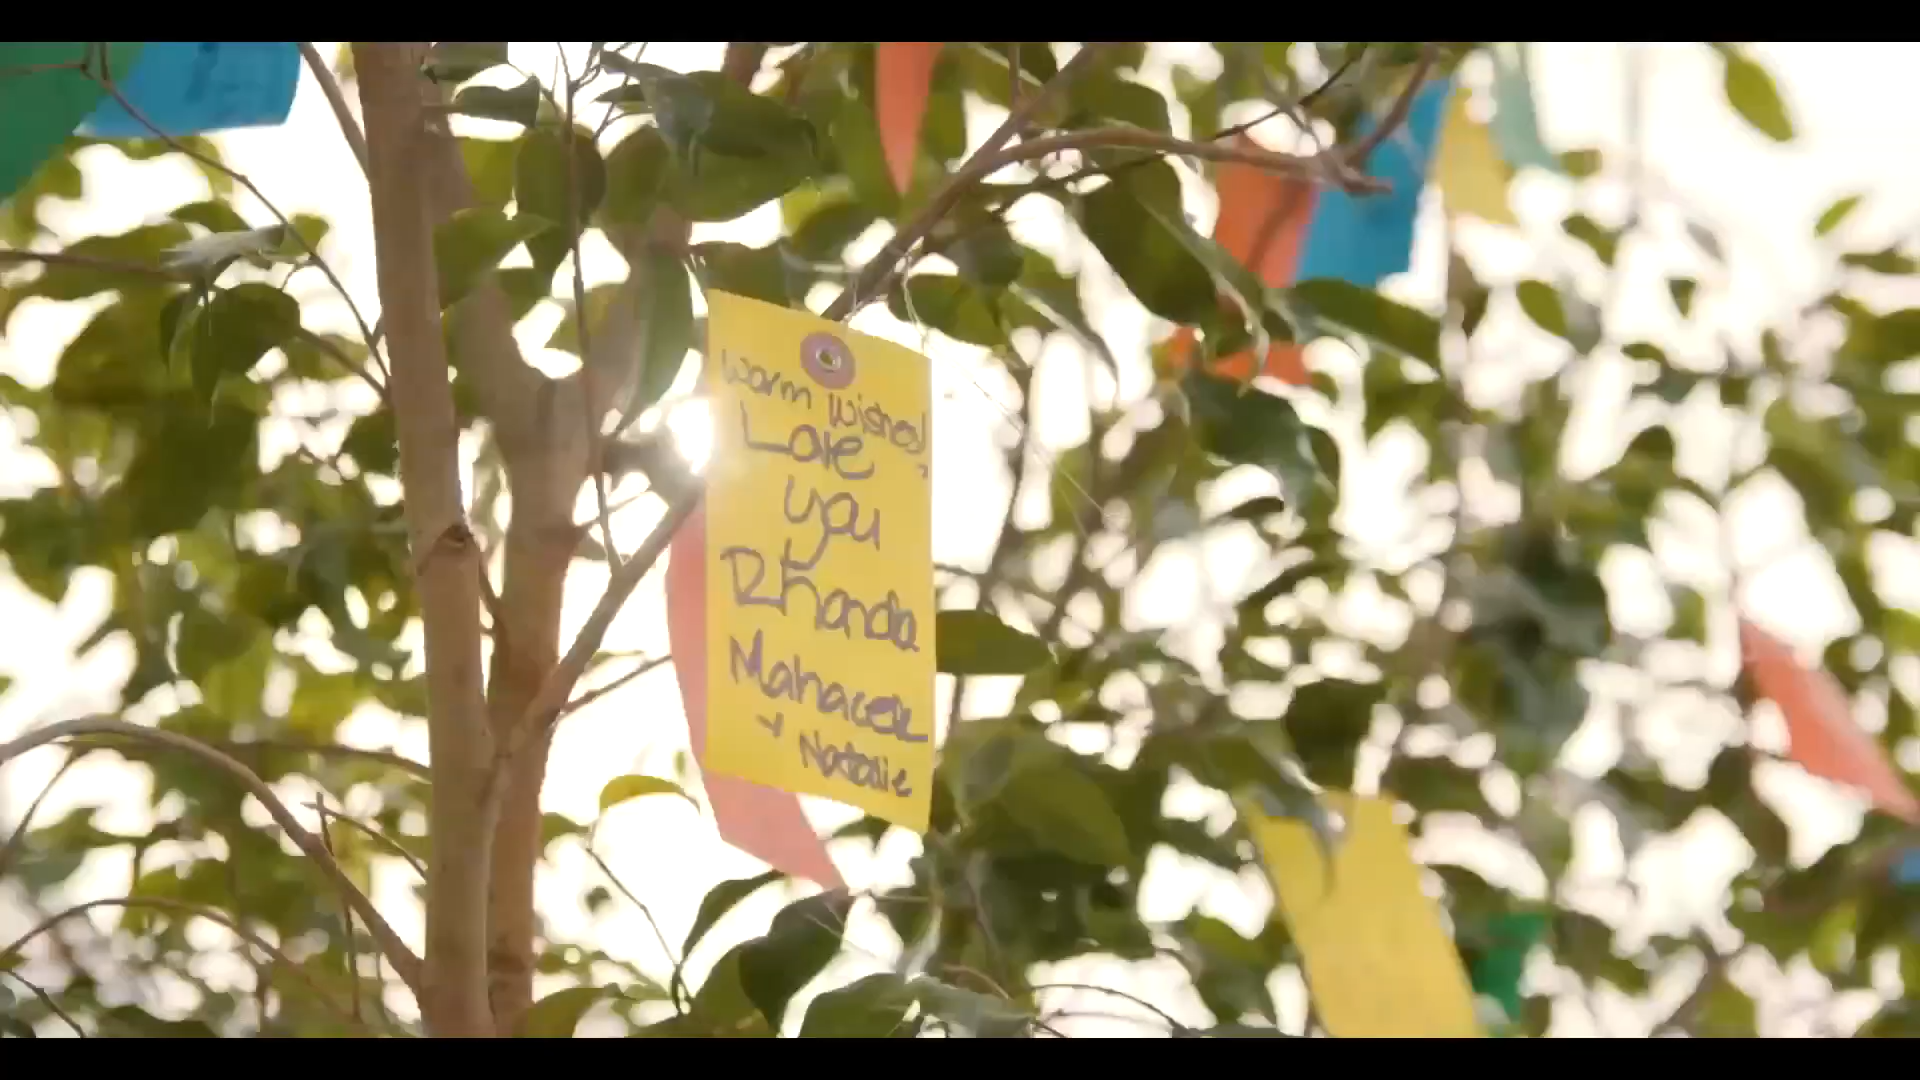 Warm Wishes!
Love
you
Rhonda
Mahacek
+ Natalie